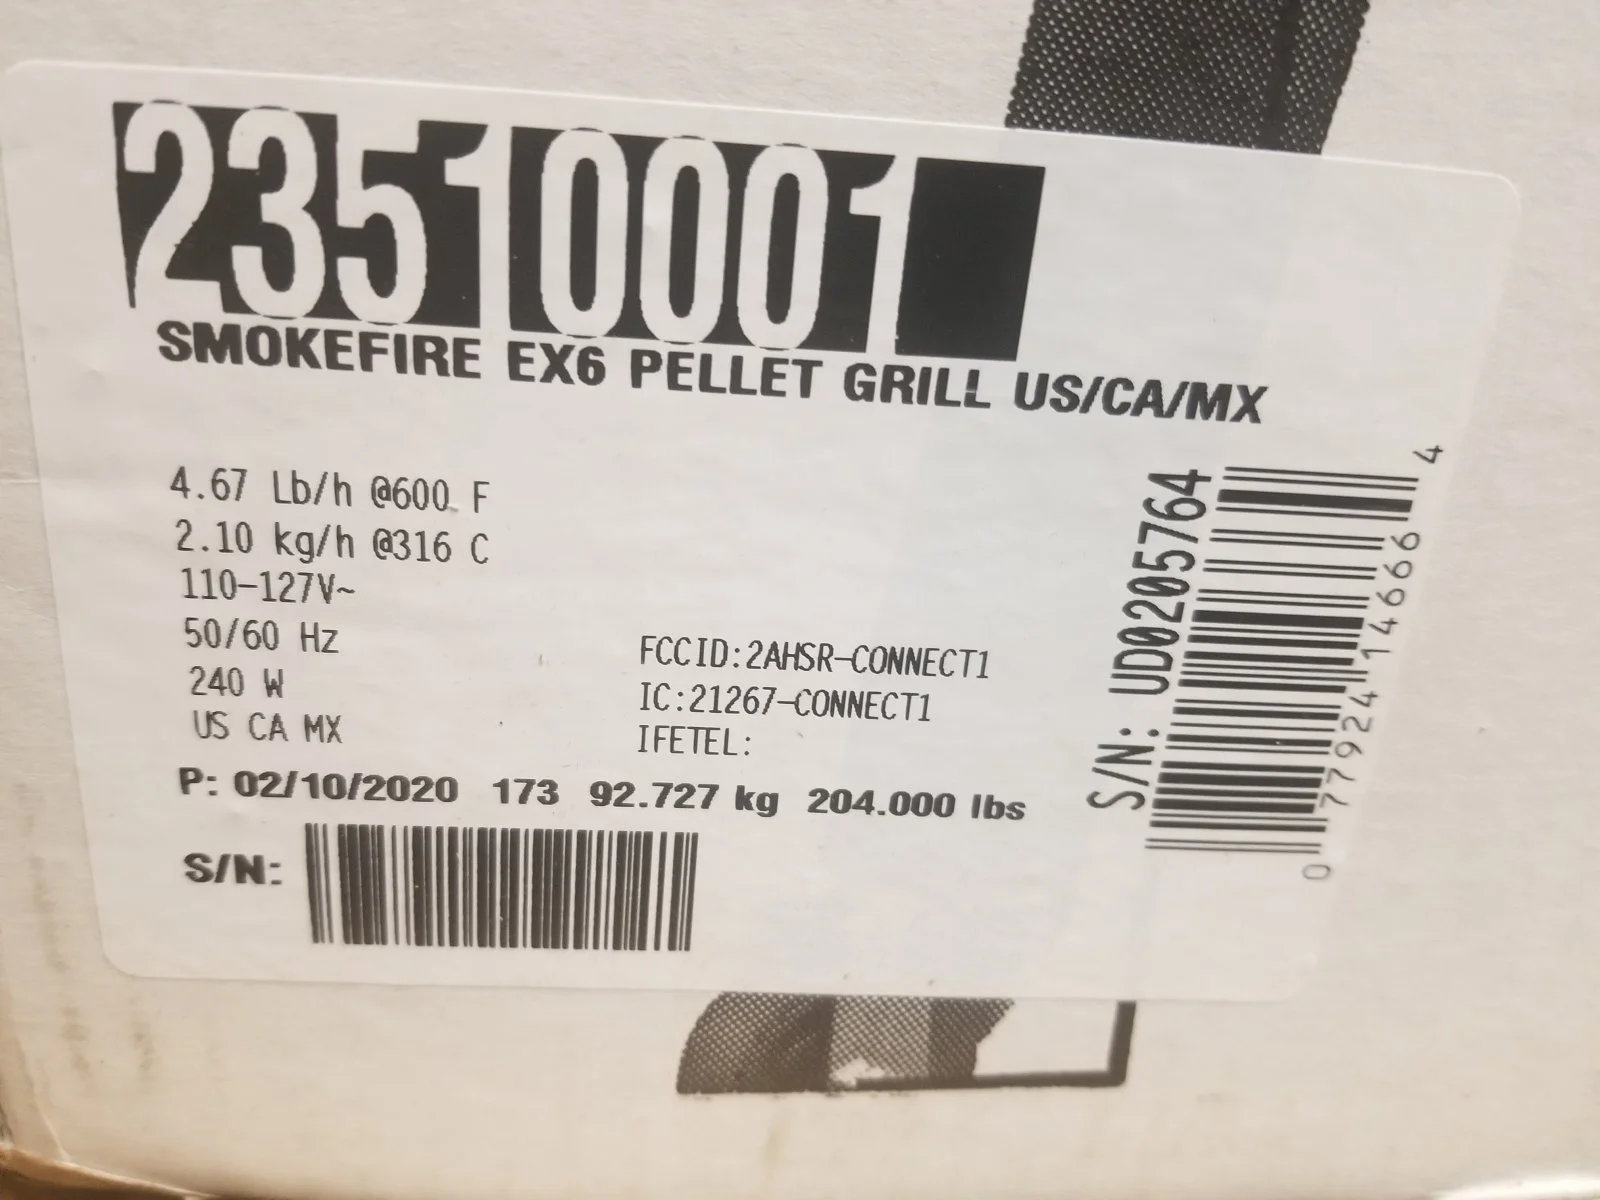 23510001
SMOKEFIRE EX6 PELLET GRILL US/CA/MX
4.67 Lb/h @600 F
2.10 kg/h @316 C
110-127V~
50/60 Hz
240 W
US CA MX
FCCID:2AHSR-CONNECT1
IC:21267-CONNECT1
IFETEL:
P: 02/10/2020 173 92.727 kg 204.000 lbs
S/N:
S/N: UD0205764
0 77924 14666 4